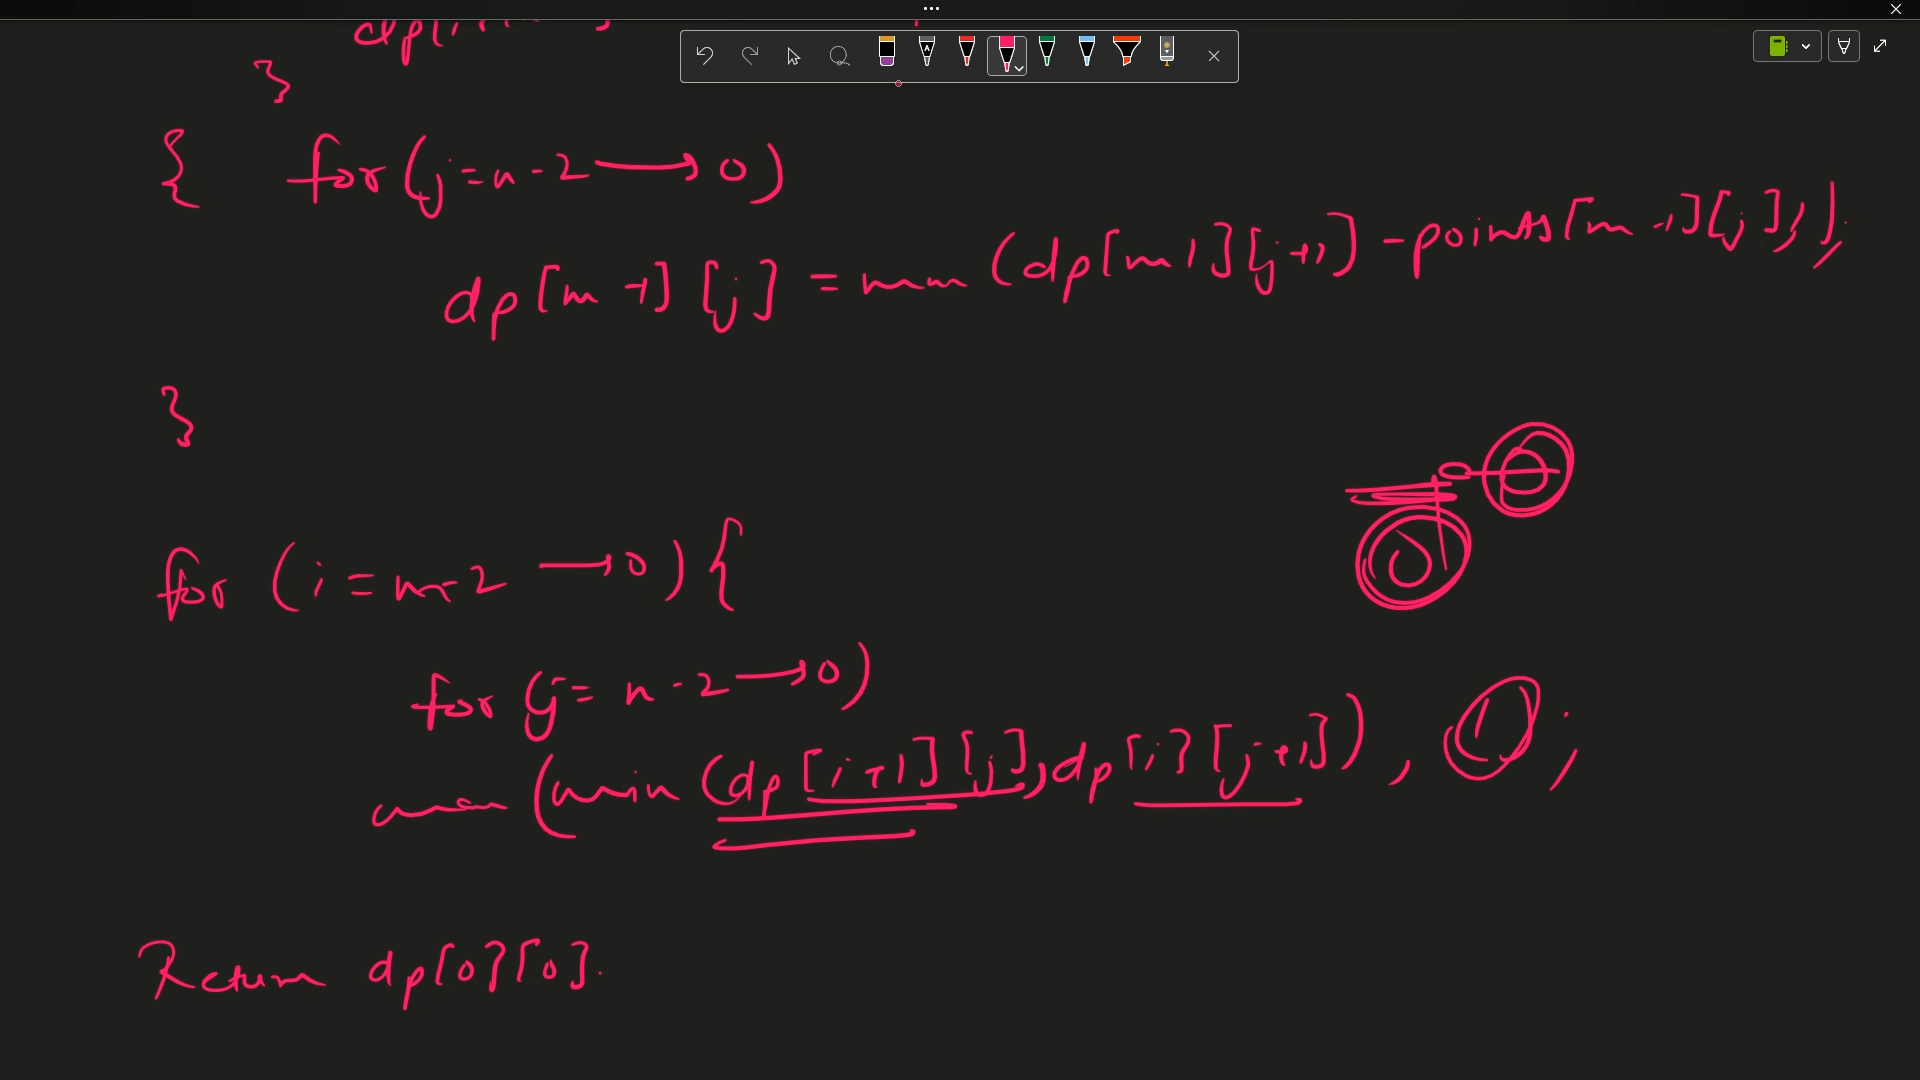 }
{ for(j=n-2⟶0)
dp[m-1][j] = min(dp[m-1][j+1] -points[m-1][j],);
}
for (i=m-2 ⟶0){
for(j= n-2⟶0)
max(min(dp[i+1][j],dp[i][j+1]), 1;
Return dp[0][0].